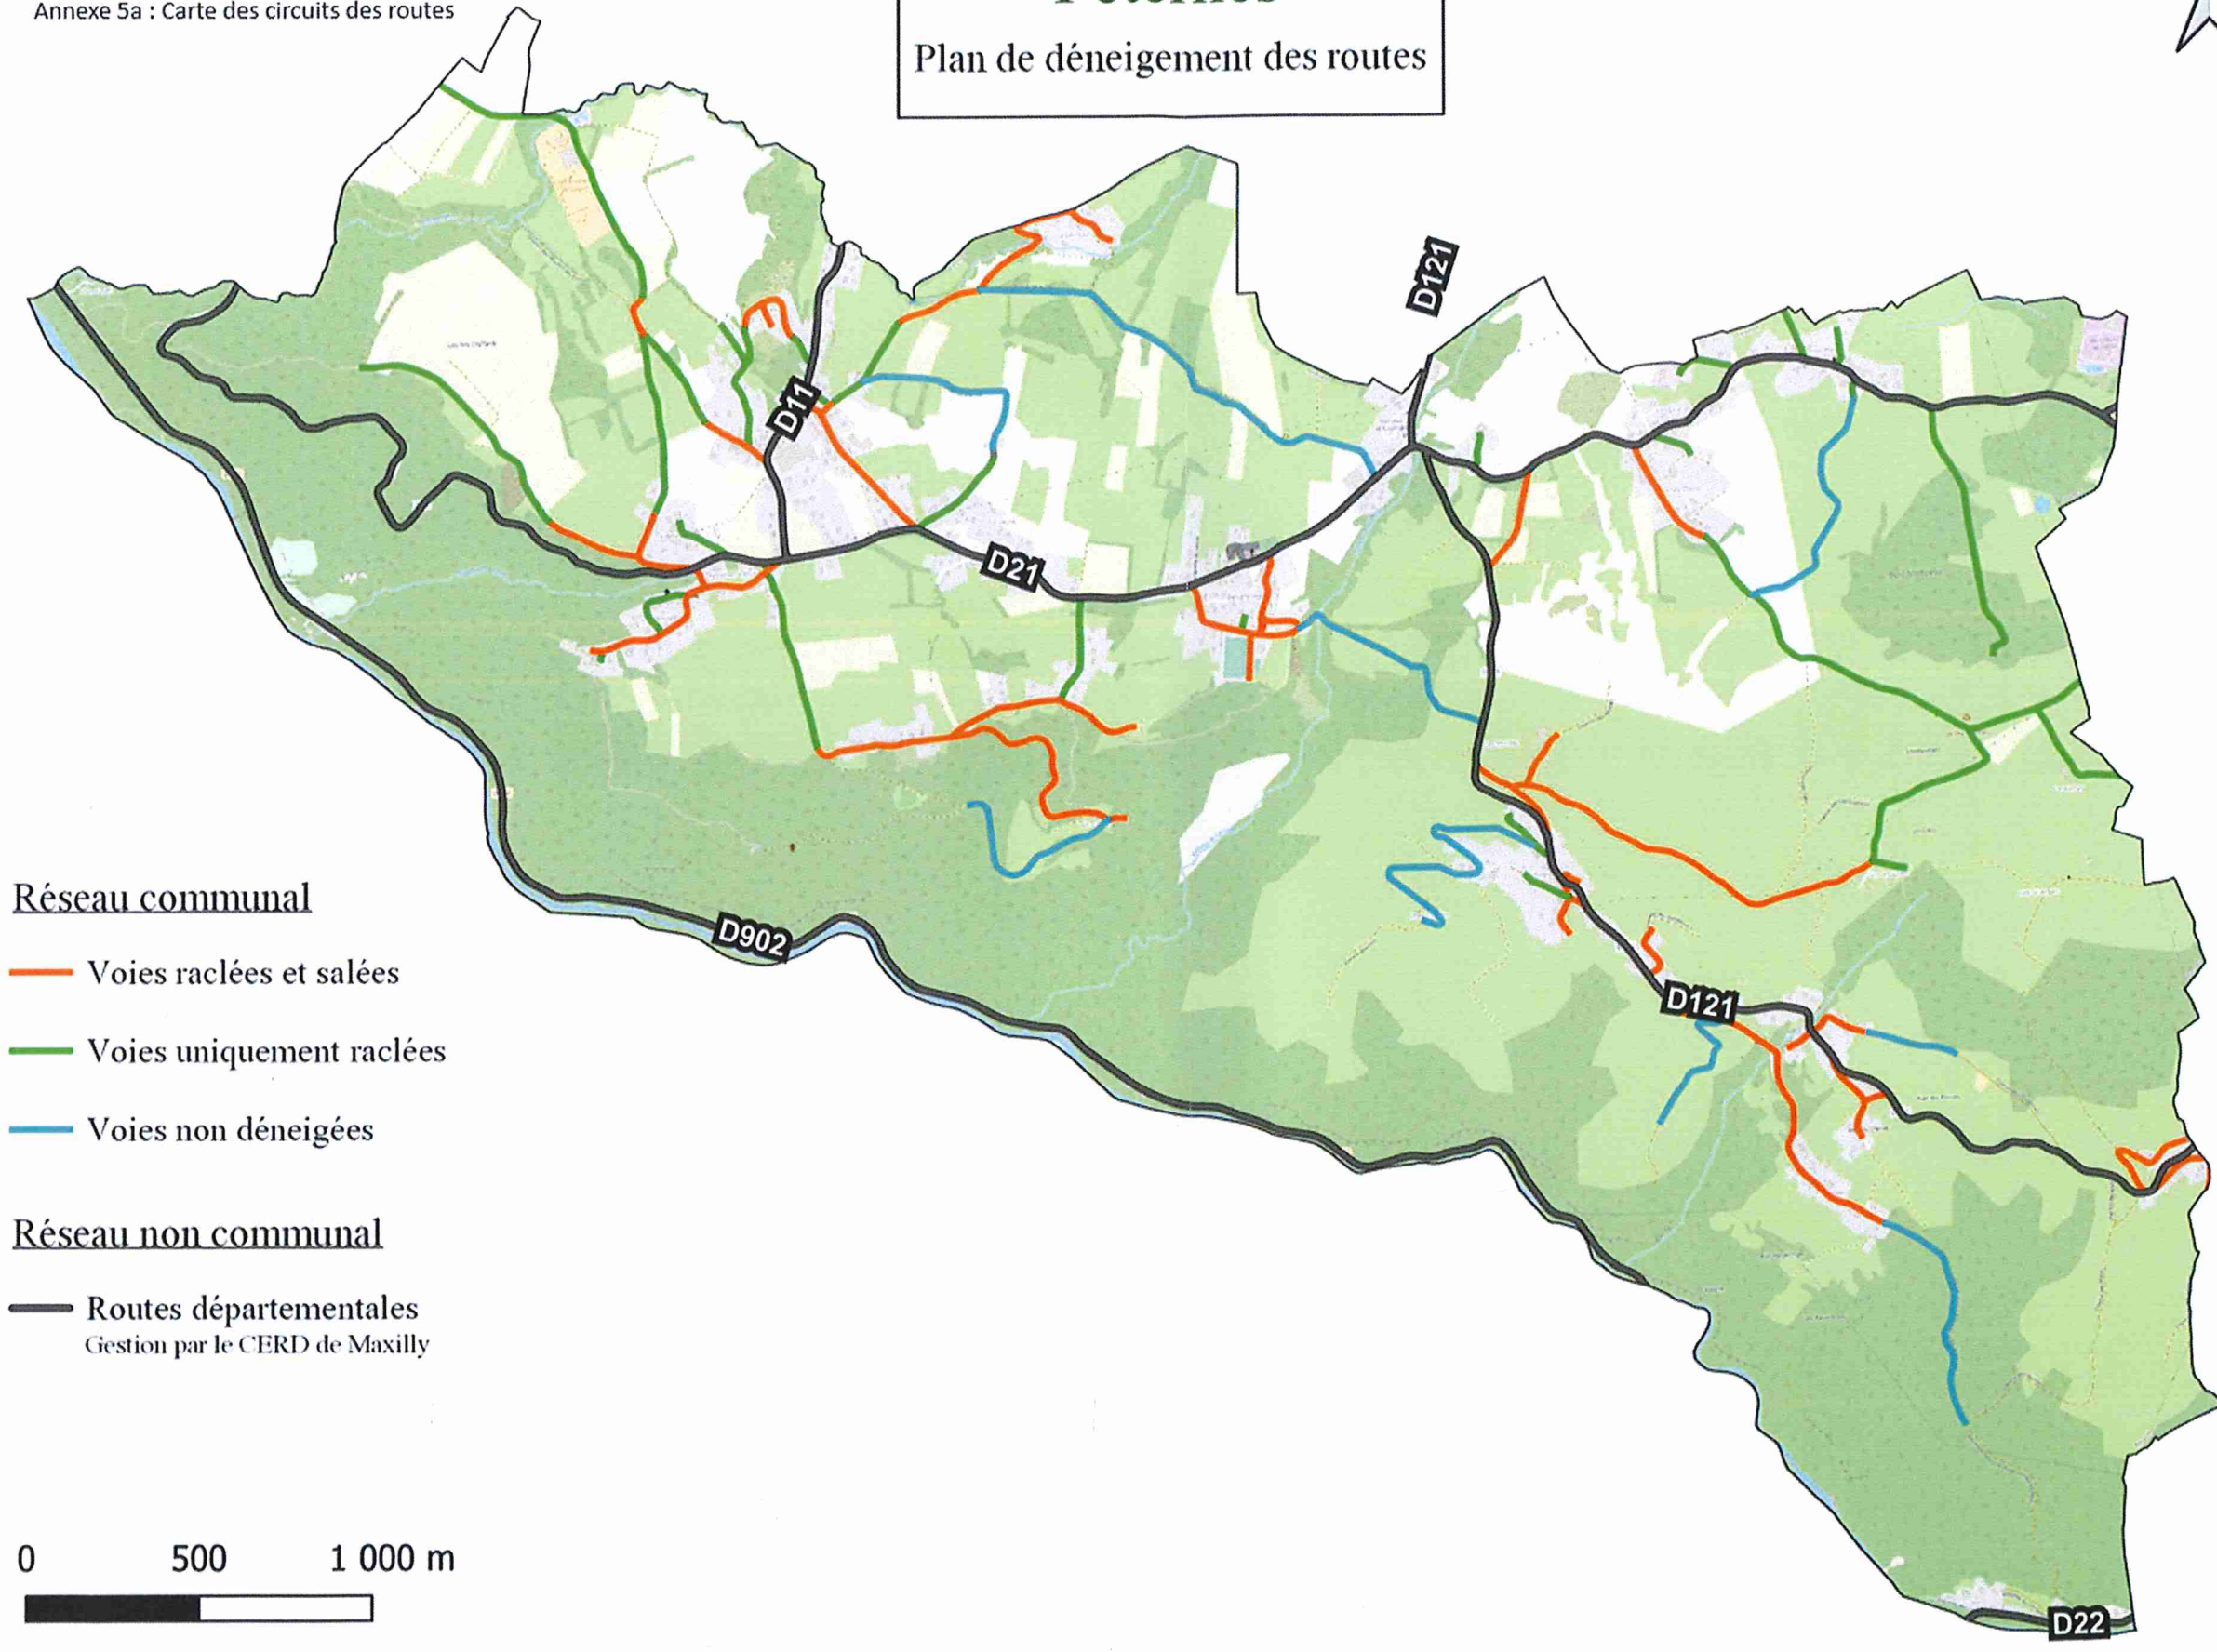 Annexe 5a : Carte des circuits des routes
Plan de déneigement des routes
D121
D11
D21
D902
D121
D22
Réseau communal
Voies raclées et salées
Voies uniquement raclées
Voies non déneigées
Réseau non communal
Routes départementales
Gestion par le CERD de Maxilly
0 500 1 000 m